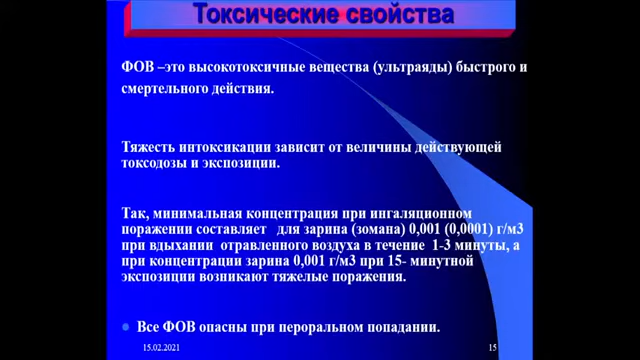 Токсические свойства
ФОВ –это высокотоксичные вещества (ультраяды) быстрого и
смертельного действия.
Тяжесть интоксикации зависит от величины действующей
токсодозы и экспозиции.
Так, минимальная концентрация при ингаляционном
поражении составляет для зарина (зомана) 0,001 (0,0001) г/м3
при вдыхании отравленного воздуха в течение 1-3 минуты, а
при концентрации зарина 0,001 г/м3 при 15- минутной
экспозиции возникают тяжелые поражения.
Все ФОВ опасны при пероральном попадании.
15.02.2021
15